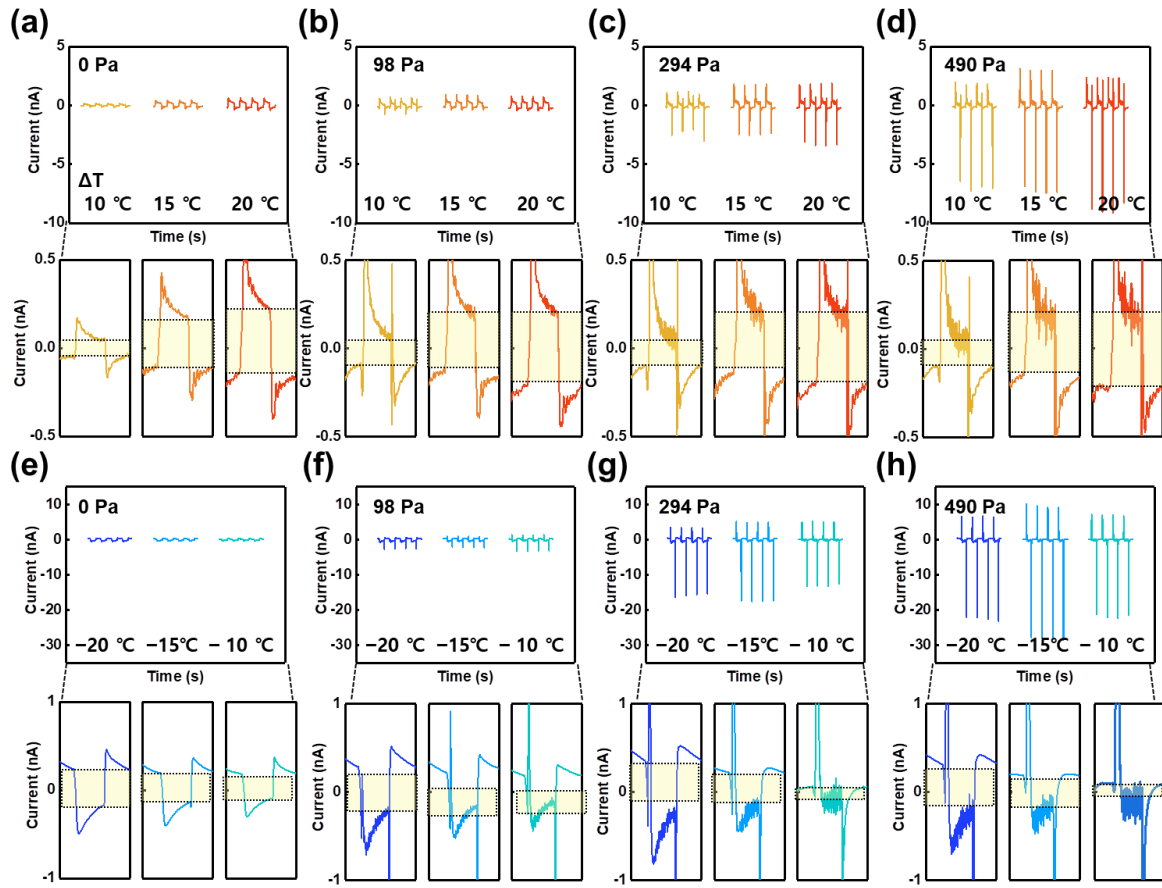 (a)
(b)
(c)
(d)
5
0
-5
-10
Current (nA)
0 Pa
ΔT
10 ℃ 15 ℃ 20 ℃
Time (s)
5
0
-5
-10
Current (nA)
98 Pa
10 ℃ 15 ℃ 20 ℃
Time (s)
5
0
-5
-10
Current (nA)
294 Pa
10 ℃ 15 ℃ 20 ℃
Time (s)
5
0
-5
-10
Current (nA)
490 Pa
10 ℃ 15 ℃ 20 ℃
Time (s)
0.5
0.0
-0.5
Current (nA)
0.5
0.0
-0.5
Current (nA)
0.5
0.0
-0.5
Current (nA)
0.5
0.0
-0.5
Current (nA)
(e)
(f)
(g)
(h)
10
0
-10
-20
-30
Current (nA)
0 Pa
−20 ℃ −15℃ − 10 ℃
Time (s)
10
0
10
-20
-30
Current (nA)
98 Pa
−20 ℃ −15℃ − 10 ℃
Time (s)
10
0
10
-20
-30
Current (nA)
294 Pa
−20 ℃ −15℃ − 10 ℃
Time (s)
10
0
10
-20
-30
Current (nA)
490 Pa
−20 ℃ −15℃ − 10 ℃
Time (s)
1
0
-1
Current (nA)
1
0
-1
Current (nA)
1
0
-1
Current (nA)
1
0
-1
Current (nA)